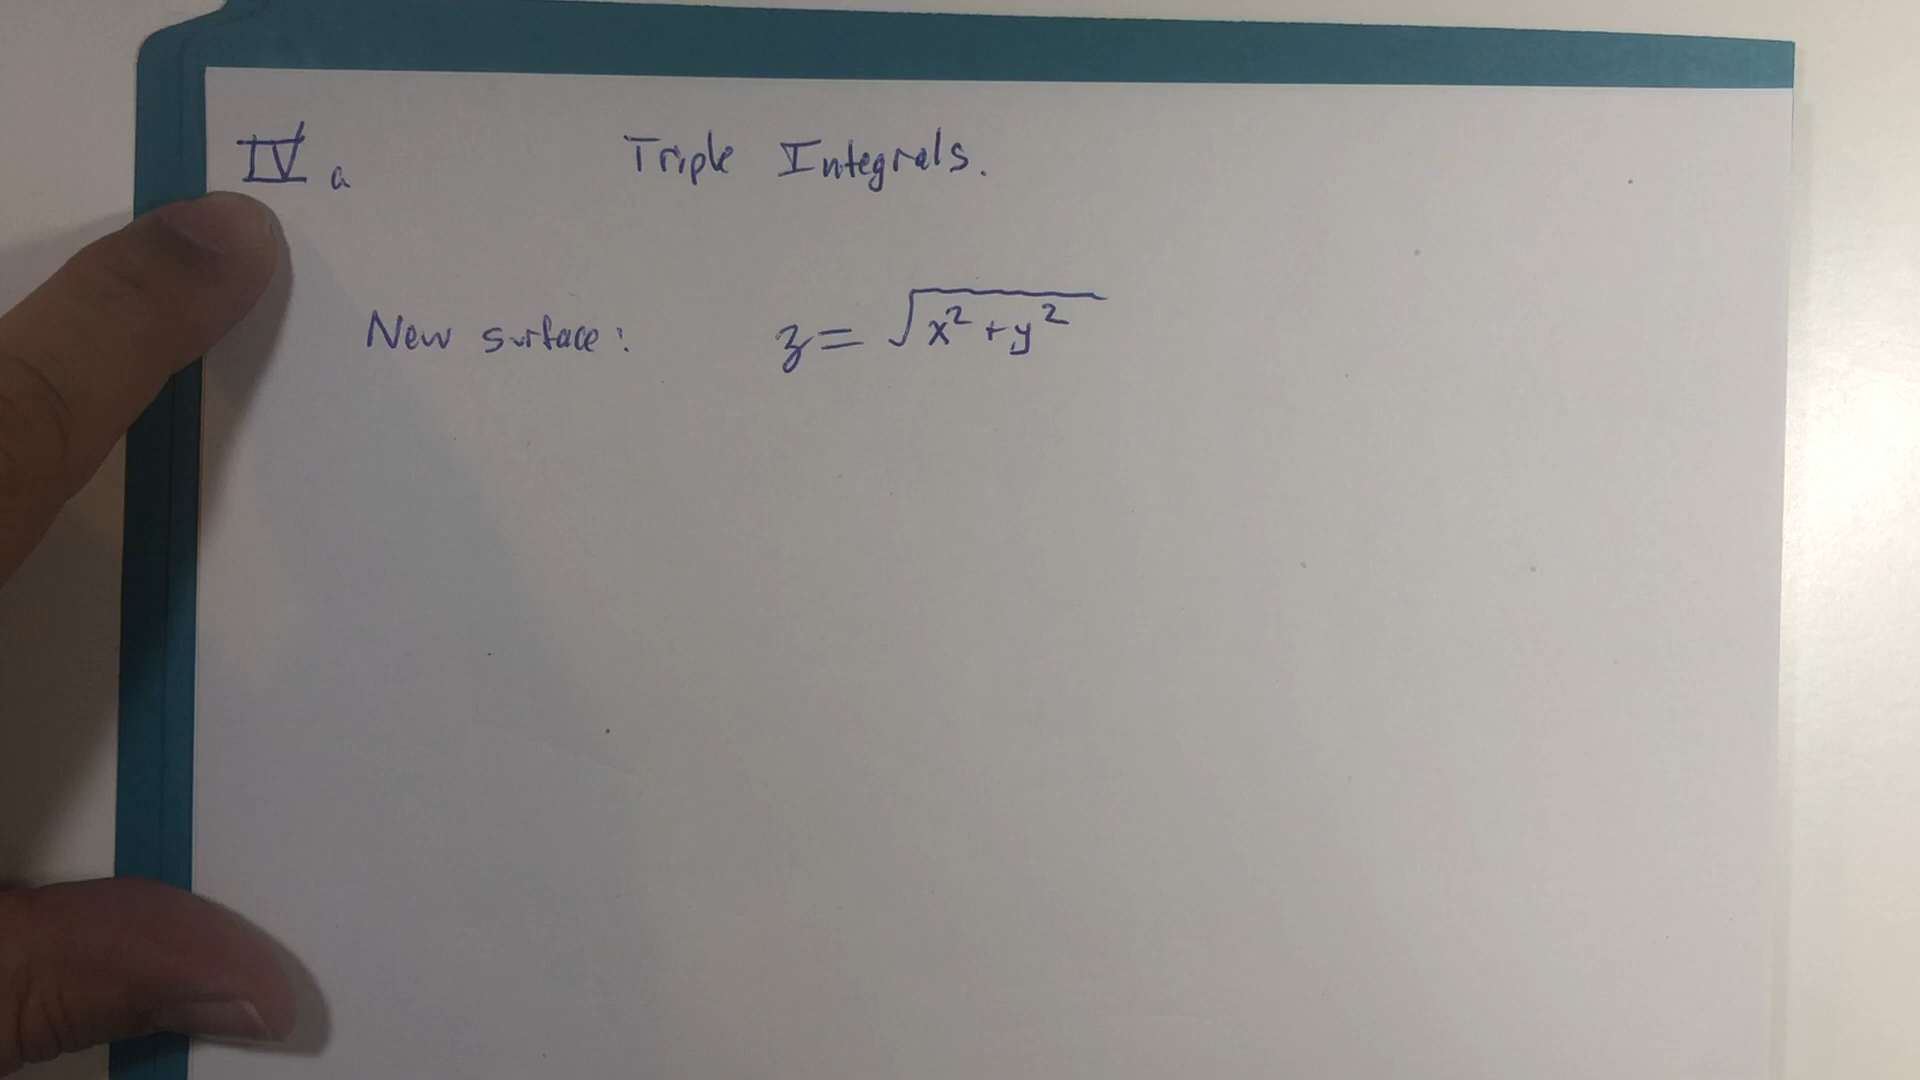 IV a Triple Integrals.
New surface: z = √x² + y²